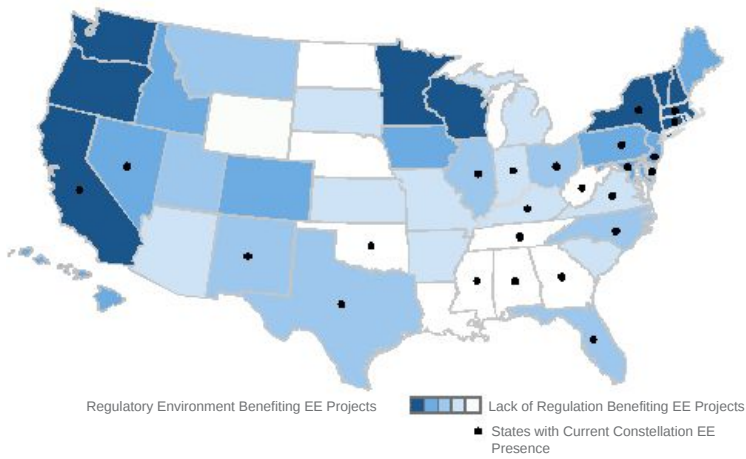 Regulatory Environment Benefiting EE Projects
Lack of Regulation Benefiting EE Projects
States with Current Constellation EE
Presence